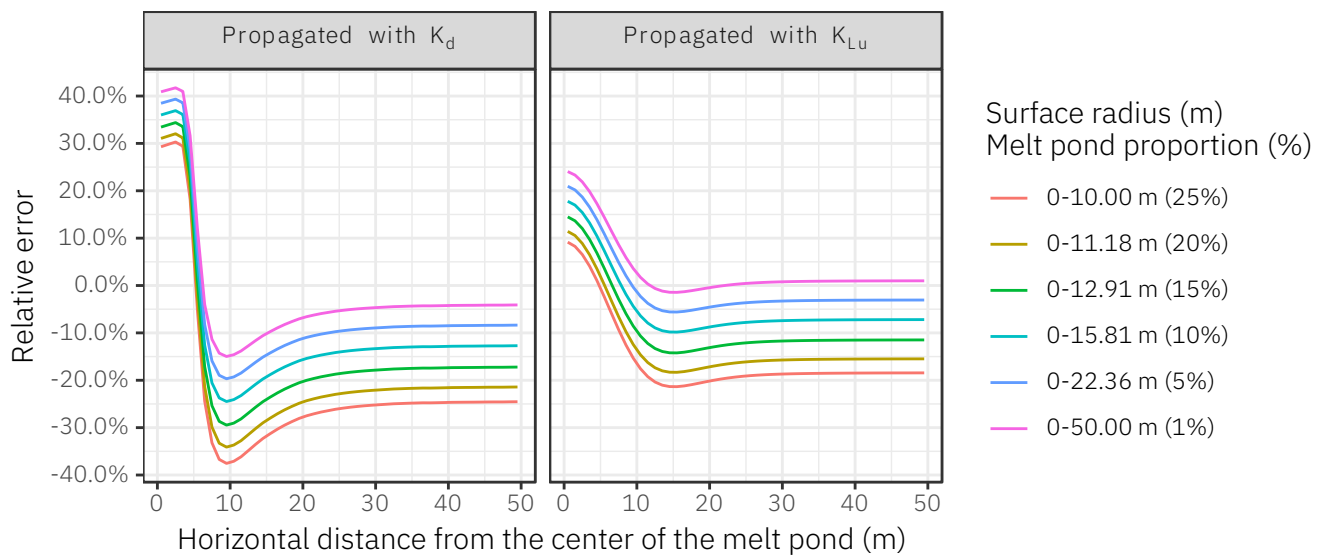 Propagated with Kd
Propagated with KLu
40.0%
30.0%
20.0%
10.0%
0.0%
-10.0%
-20.0%
-30.0%
-40.0%
Relative error
0 10 20 30 40 50
0 10 20 30 40 50
Horizontal distance from the center of the melt pond (m)
Surface radius (m)
Melt pond proportion (%)
0-10.00 m (25%)
0-11.18 m (20%)
0-12.91 m (15%)
0-15.81 m (10%)
0-22.36 m (5%)
0-50.00 m (1%)